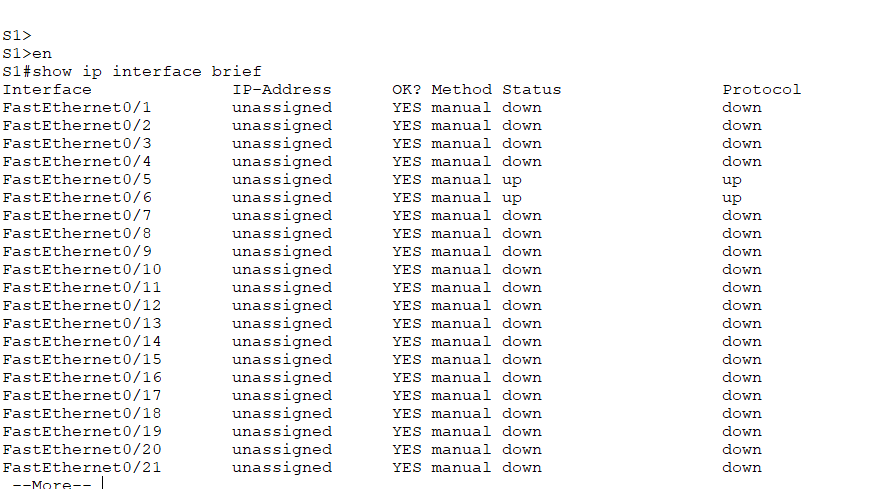 S1>
S1>en
S1#show ip interface brief
Interface IP-Address OK? Method Status Protocol
FastEthernet0/1 unassigned YES manual down down
FastEthernet0/2 unassigned YES manual down down
FastEthernet0/3 unassigned YES manual down down
FastEthernet0/4 unassigned YES manual down down
FastEthernet0/5 unassigned YES manual up up
FastEthernet0/6 unassigned YES manual up up
FastEthernet0/7 unassigned YES manual down down
FastEthernet0/8 unassigned YES manual down down
FastEthernet0/9 unassigned YES manual down down
FastEthernet0/10 unassigned YES manual down down
FastEthernet0/11 unassigned YES manual down down
FastEthernet0/12 unassigned YES manual down down
FastEthernet0/13 unassigned YES manual down down
FastEthernet0/14 unassigned YES manual down down
FastEthernet0/15 unassigned YES manual down down
FastEthernet0/16 unassigned YES manual down down
FastEthernet0/17 unassigned YES manual down down
FastEthernet0/18 unassigned YES manual down down
FastEthernet0/19 unassigned YES manual down down
FastEthernet0/20 unassigned YES manual down down
FastEthernet0/21 unassigned YES manual down down
--More--